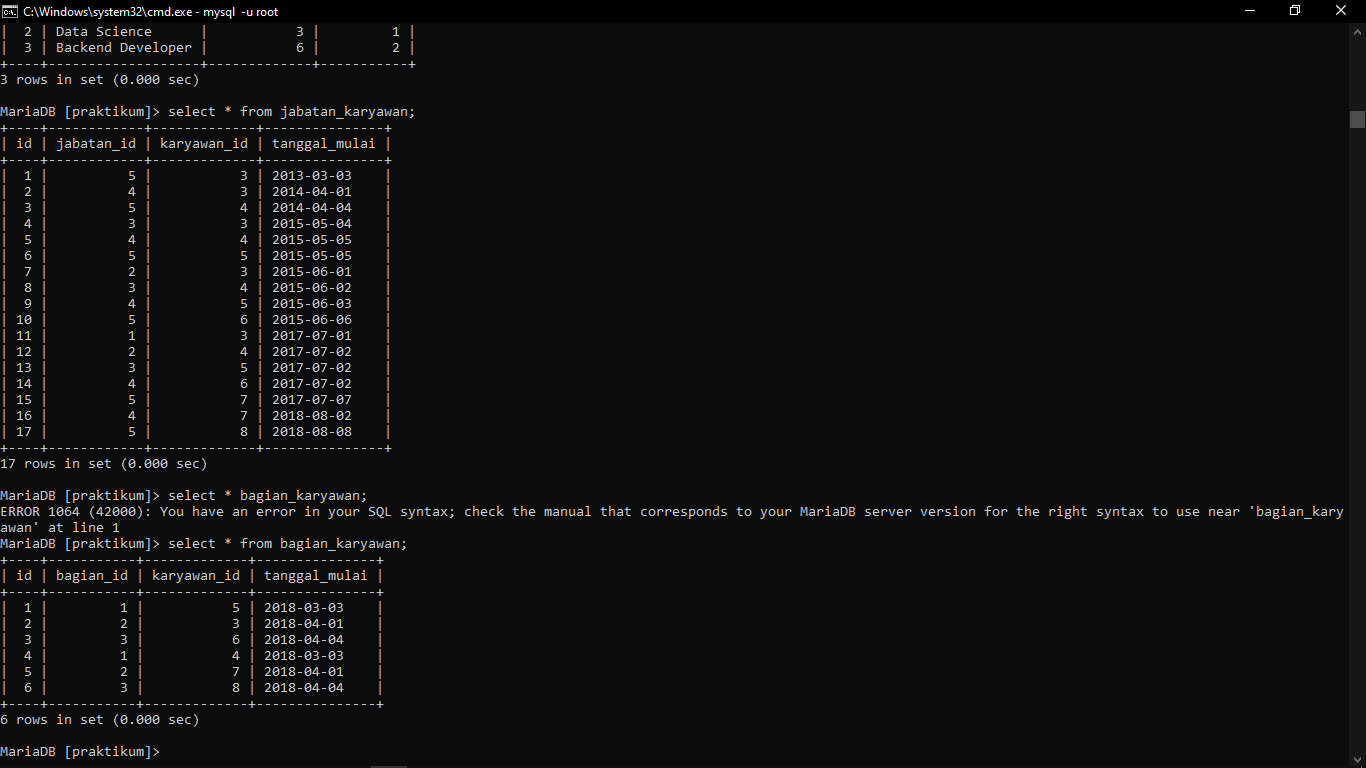 C:\Windows\system32\cmd.exe - mysql -u root
|  2 | Data Science      |           3 |         1 |
|  3 | Backend Developer |           6 |         2 |
+----+-------------------+-------------+-----------+
3 rows in set (0.000 sec)
MariaDB [praktikum]> select * from jabatan_karyawan;
+----+------------+-------------+---------------+
| id | jabatan_id | karyawan_id | tanggal_mulai |
+----+------------+-------------+---------------+
|  1 |          5 |           3 | 2013-03-03    |
|  2 |          4 |           3 | 2014-04-01    |
|  3 |          5 |           4 | 2014-04-04    |
|  4 |          3 |           3 | 2015-05-04    |
|  5 |          4 |           4 | 2015-05-05    |
|  6 |          5 |           5 | 2015-05-05    |
|  7 |          2 |           3 | 2015-06-01    |
|  8 |          3 |           4 | 2015-06-02    |
|  9 |          4 |           5 | 2015-06-03    |
| 10 |          5 |           6 | 2015-06-06    |
| 11 |          1 |           3 | 2017-07-01    |
| 12 |          2 |           4 | 2017-07-02    |
| 13 |          3 |           5 | 2017-07-02    |
| 14 |          4 |           6 | 2017-07-02    |
| 15 |          5 |           7 | 2017-07-07    |
| 16 |          4 |           7 | 2018-08-02    |
| 17 |          5 |           8 | 2018-08-08    |
+----+------------+-------------+---------------+
17 rows in set (0.000 sec)
MariaDB [praktikum]> select * bagian_karyawan;
ERROR 1064 (42000): You have an error in your SQL syntax; check the manual that corresponds to your MariaDB server version for the right syntax to use near 'bagian_kary
awan' at line 1
MariaDB [praktikum]> select * from bagian_karyawan;
+----+-----------+-------------+---------------+
| id | bagian_id | karyawan_id | tanggal_mulai |
+----+-----------+-------------+---------------+
|  1 |         1 |           5 | 2018-03-03    |
|  2 |         2 |           3 | 2018-04-01    |
|  3 |         3 |           6 | 2018-04-04    |
|  4 |         1 |           4 | 2018-03-03    |
|  5 |         2 |           7 | 2018-04-01    |
|  6 |         3 |           8 | 2018-04-04    |
+----+-----------+-------------+---------------+
6 rows in set (0.000 sec)
MariaDB [praktikum]>